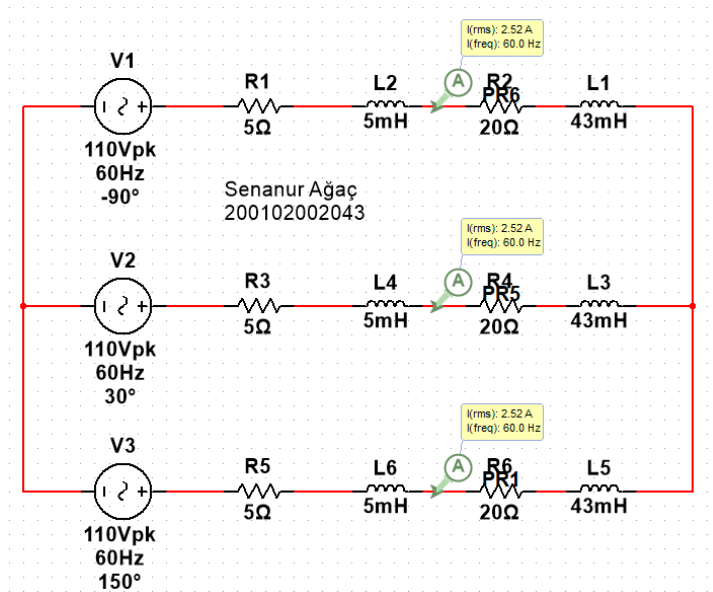 I(rms): 2.52 A
I(freq): 60.0 Hz
V1
R1
L2
A
R2
PR6
L1
5Ω
5mH
20Ω
43mH
110Vpk
60Hz
-90°
Senanur Ağaç
200102002043
I(rms): 2.52 A
I(freq): 60.0 Hz
V2
R3
L4
A
R4
PR5
L3
5Ω
5mH
20Ω
43mH
110Vpk
60Hz
30°
I(rms): 2.52 A
I(freq): 60.0 Hz
V3
R5
L6
A
R6
PR1
L5
5Ω
5mH
20Ω
43mH
110Vpk
60Hz
150°